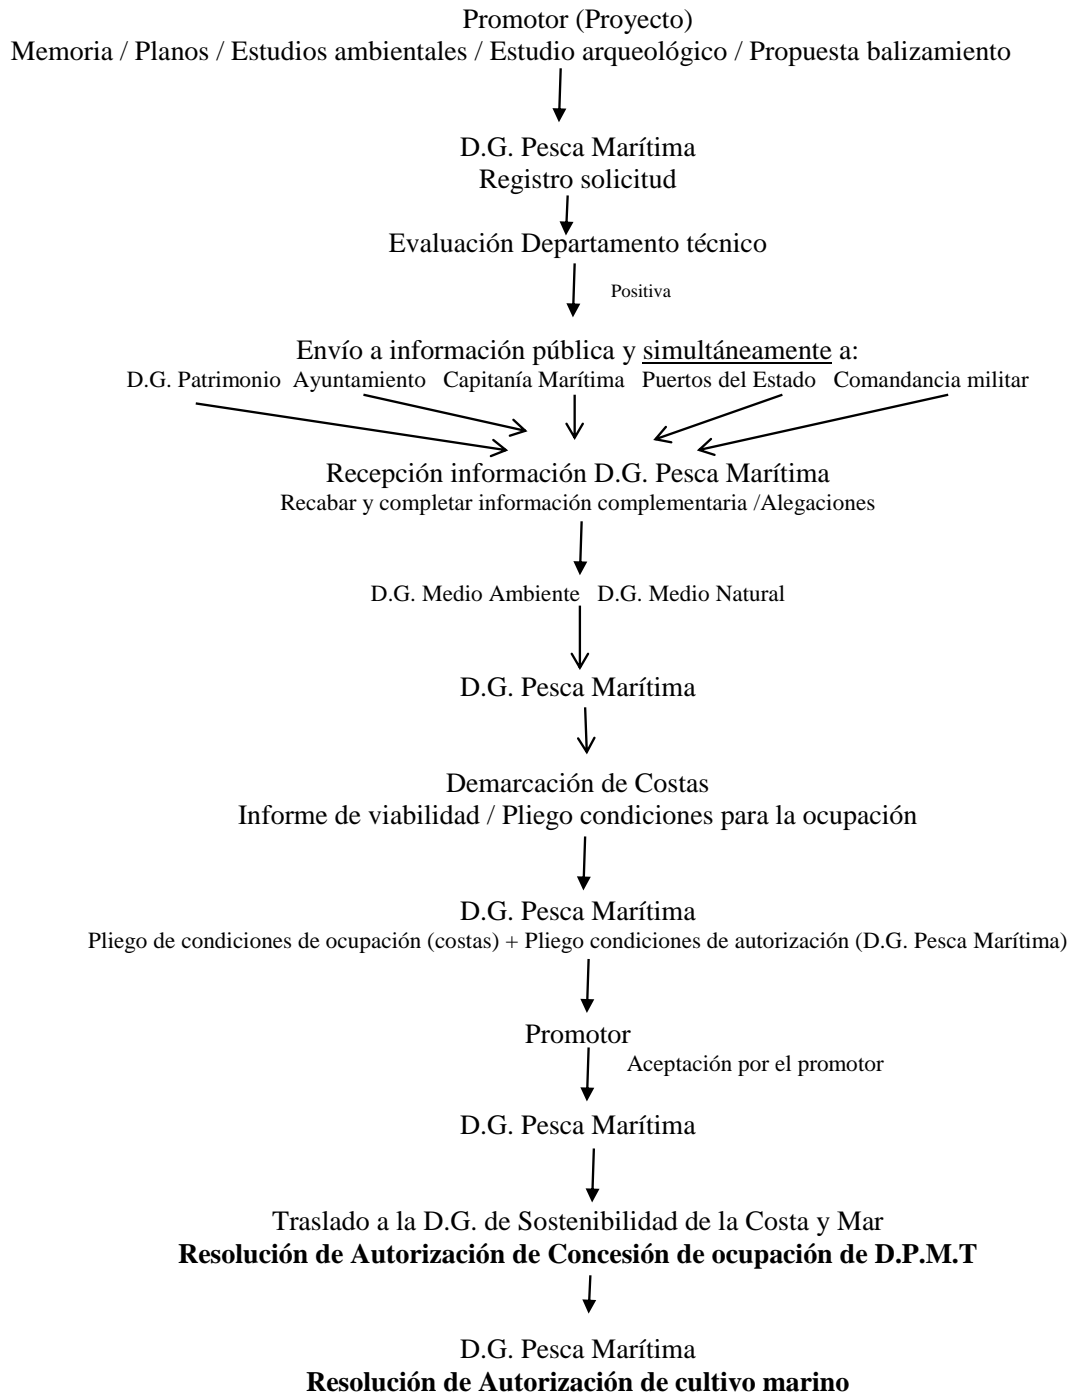 Promotor (Proyecto)
Memoria / Planos / Estudios ambientales / Estudio arqueológico / Propuesta balizamiento
D.G. Pesca Marítima
Registro solicitud
Evaluación Departamento técnico
Positiva
Envío a información pública y simultáneamente a:
D.G. Patrimonio Ayuntamiento Capitanía Marítima Puertos del Estado Comandancia militar
Recepción información D.G. Pesca Marítima
Recabar y completar información complementaria /Alegaciones
D.G. Medio Ambiente D.G. Medio Natural
D.G. Pesca Marítima
Demarcación de Costas
Informe de viabilidad / Pliego condiciones para la ocupación
D.G. Pesca Marítima
Pliego de condiciones de ocupación (costas) + Pliego condiciones de autorización (D.G. Pesca Marítima)
Promotor
Aceptación por el promotor
D.G. Pesca Marítima
Traslado a la D.G. de Sostenibilidad de la Costa y Mar
Resolución de Autorización de Concesión de ocupación de D.P.M.T
D.G. Pesca Marítima
Resolución de Autorización de cultivo marino